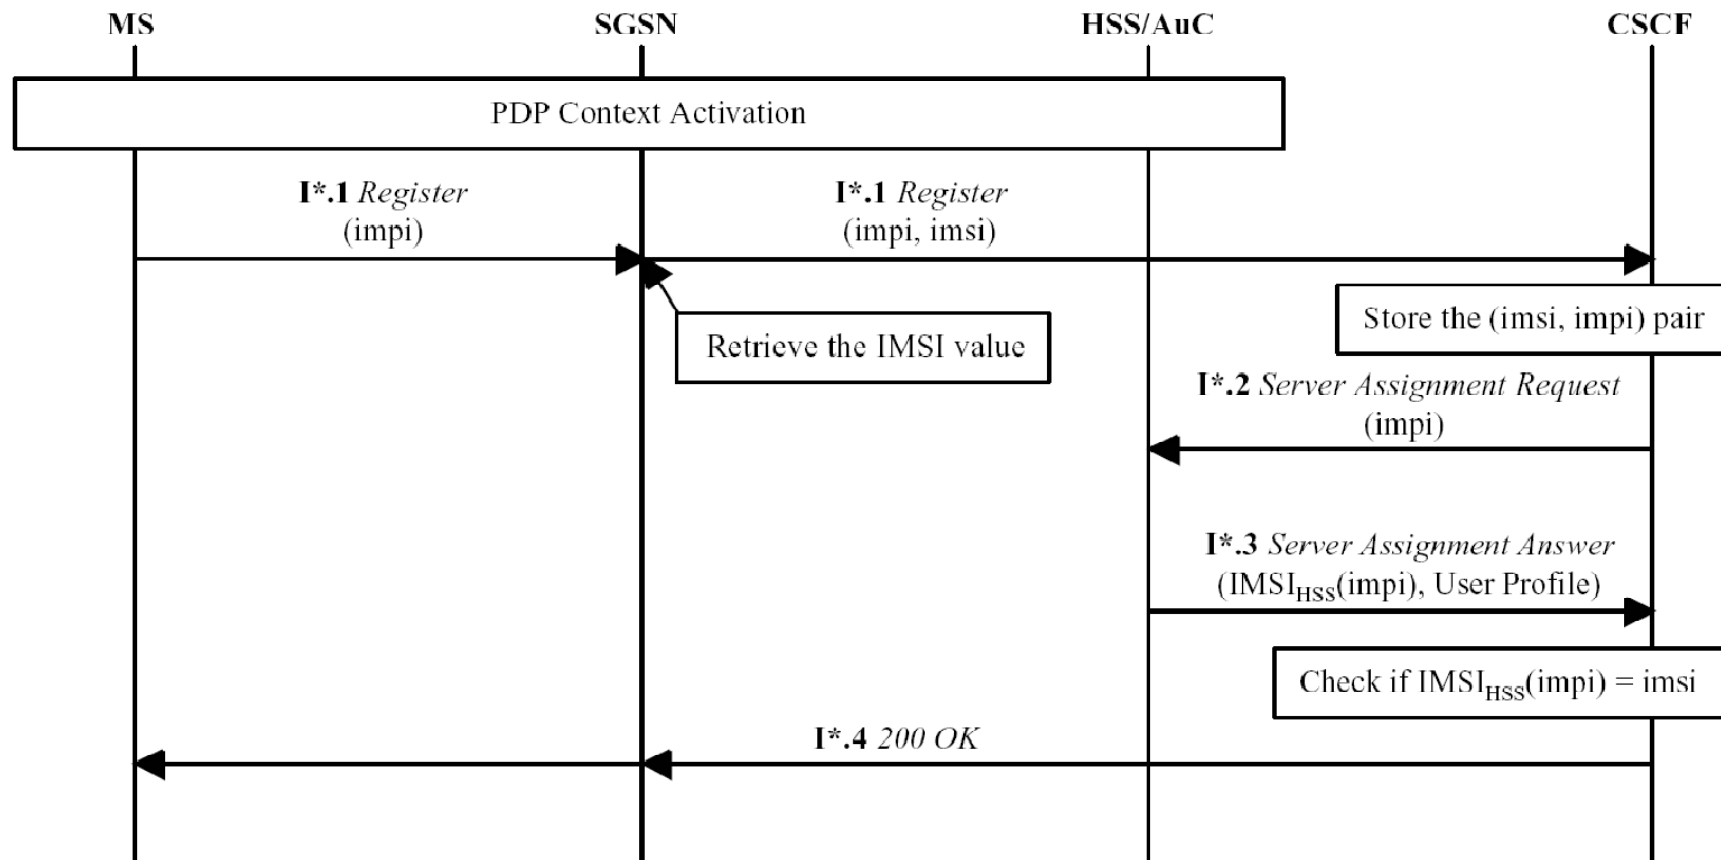 MS SGSN HSS/AuC CSCF
PDP Context Activation
I*.1 Register
(impi)
I*.1 Register
(impi, imsi)
Retrieve the IMSI value
Store the (imsi, impi) pair
I*.2 Server Assignment Request
(impi)
I*.3 Server Assignment Answer
(IMSI_HSS(impi), User Profile)
Check if IMSI_HSS(impi) = imsi
I*.4 200 OK